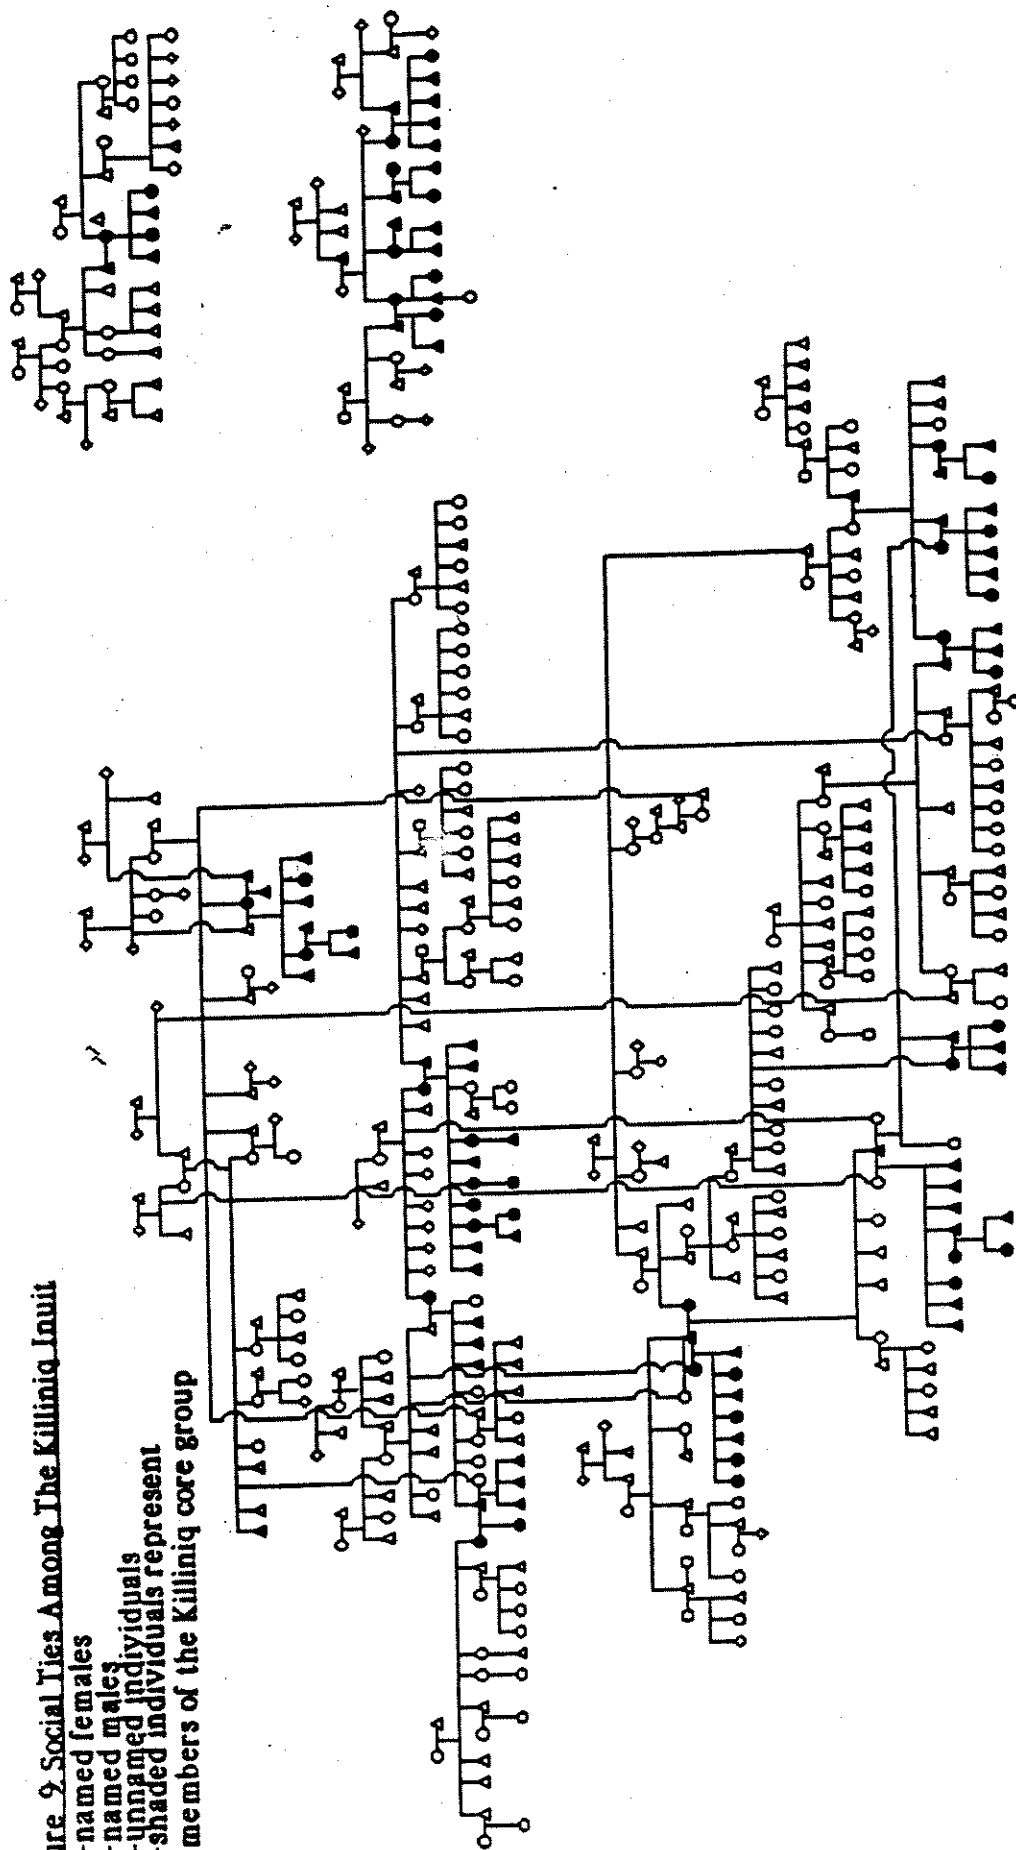 ure 9. Social Ties Among The Killiniq Inuit
-named females
-named males
-unnamed individuals
-shaded individuals represent
members of the Killiniq core group